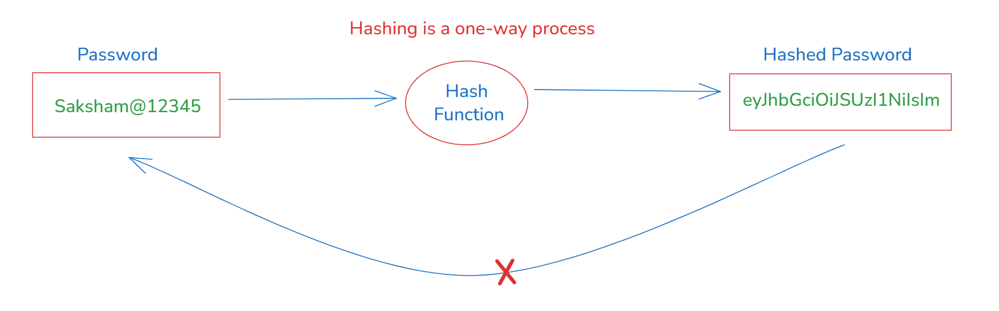 Hashing is a one-way process
Password
Hashed Password
Saksham@12345
Hash
Function
eyJhbGciOiJSUzI1NiIsIm